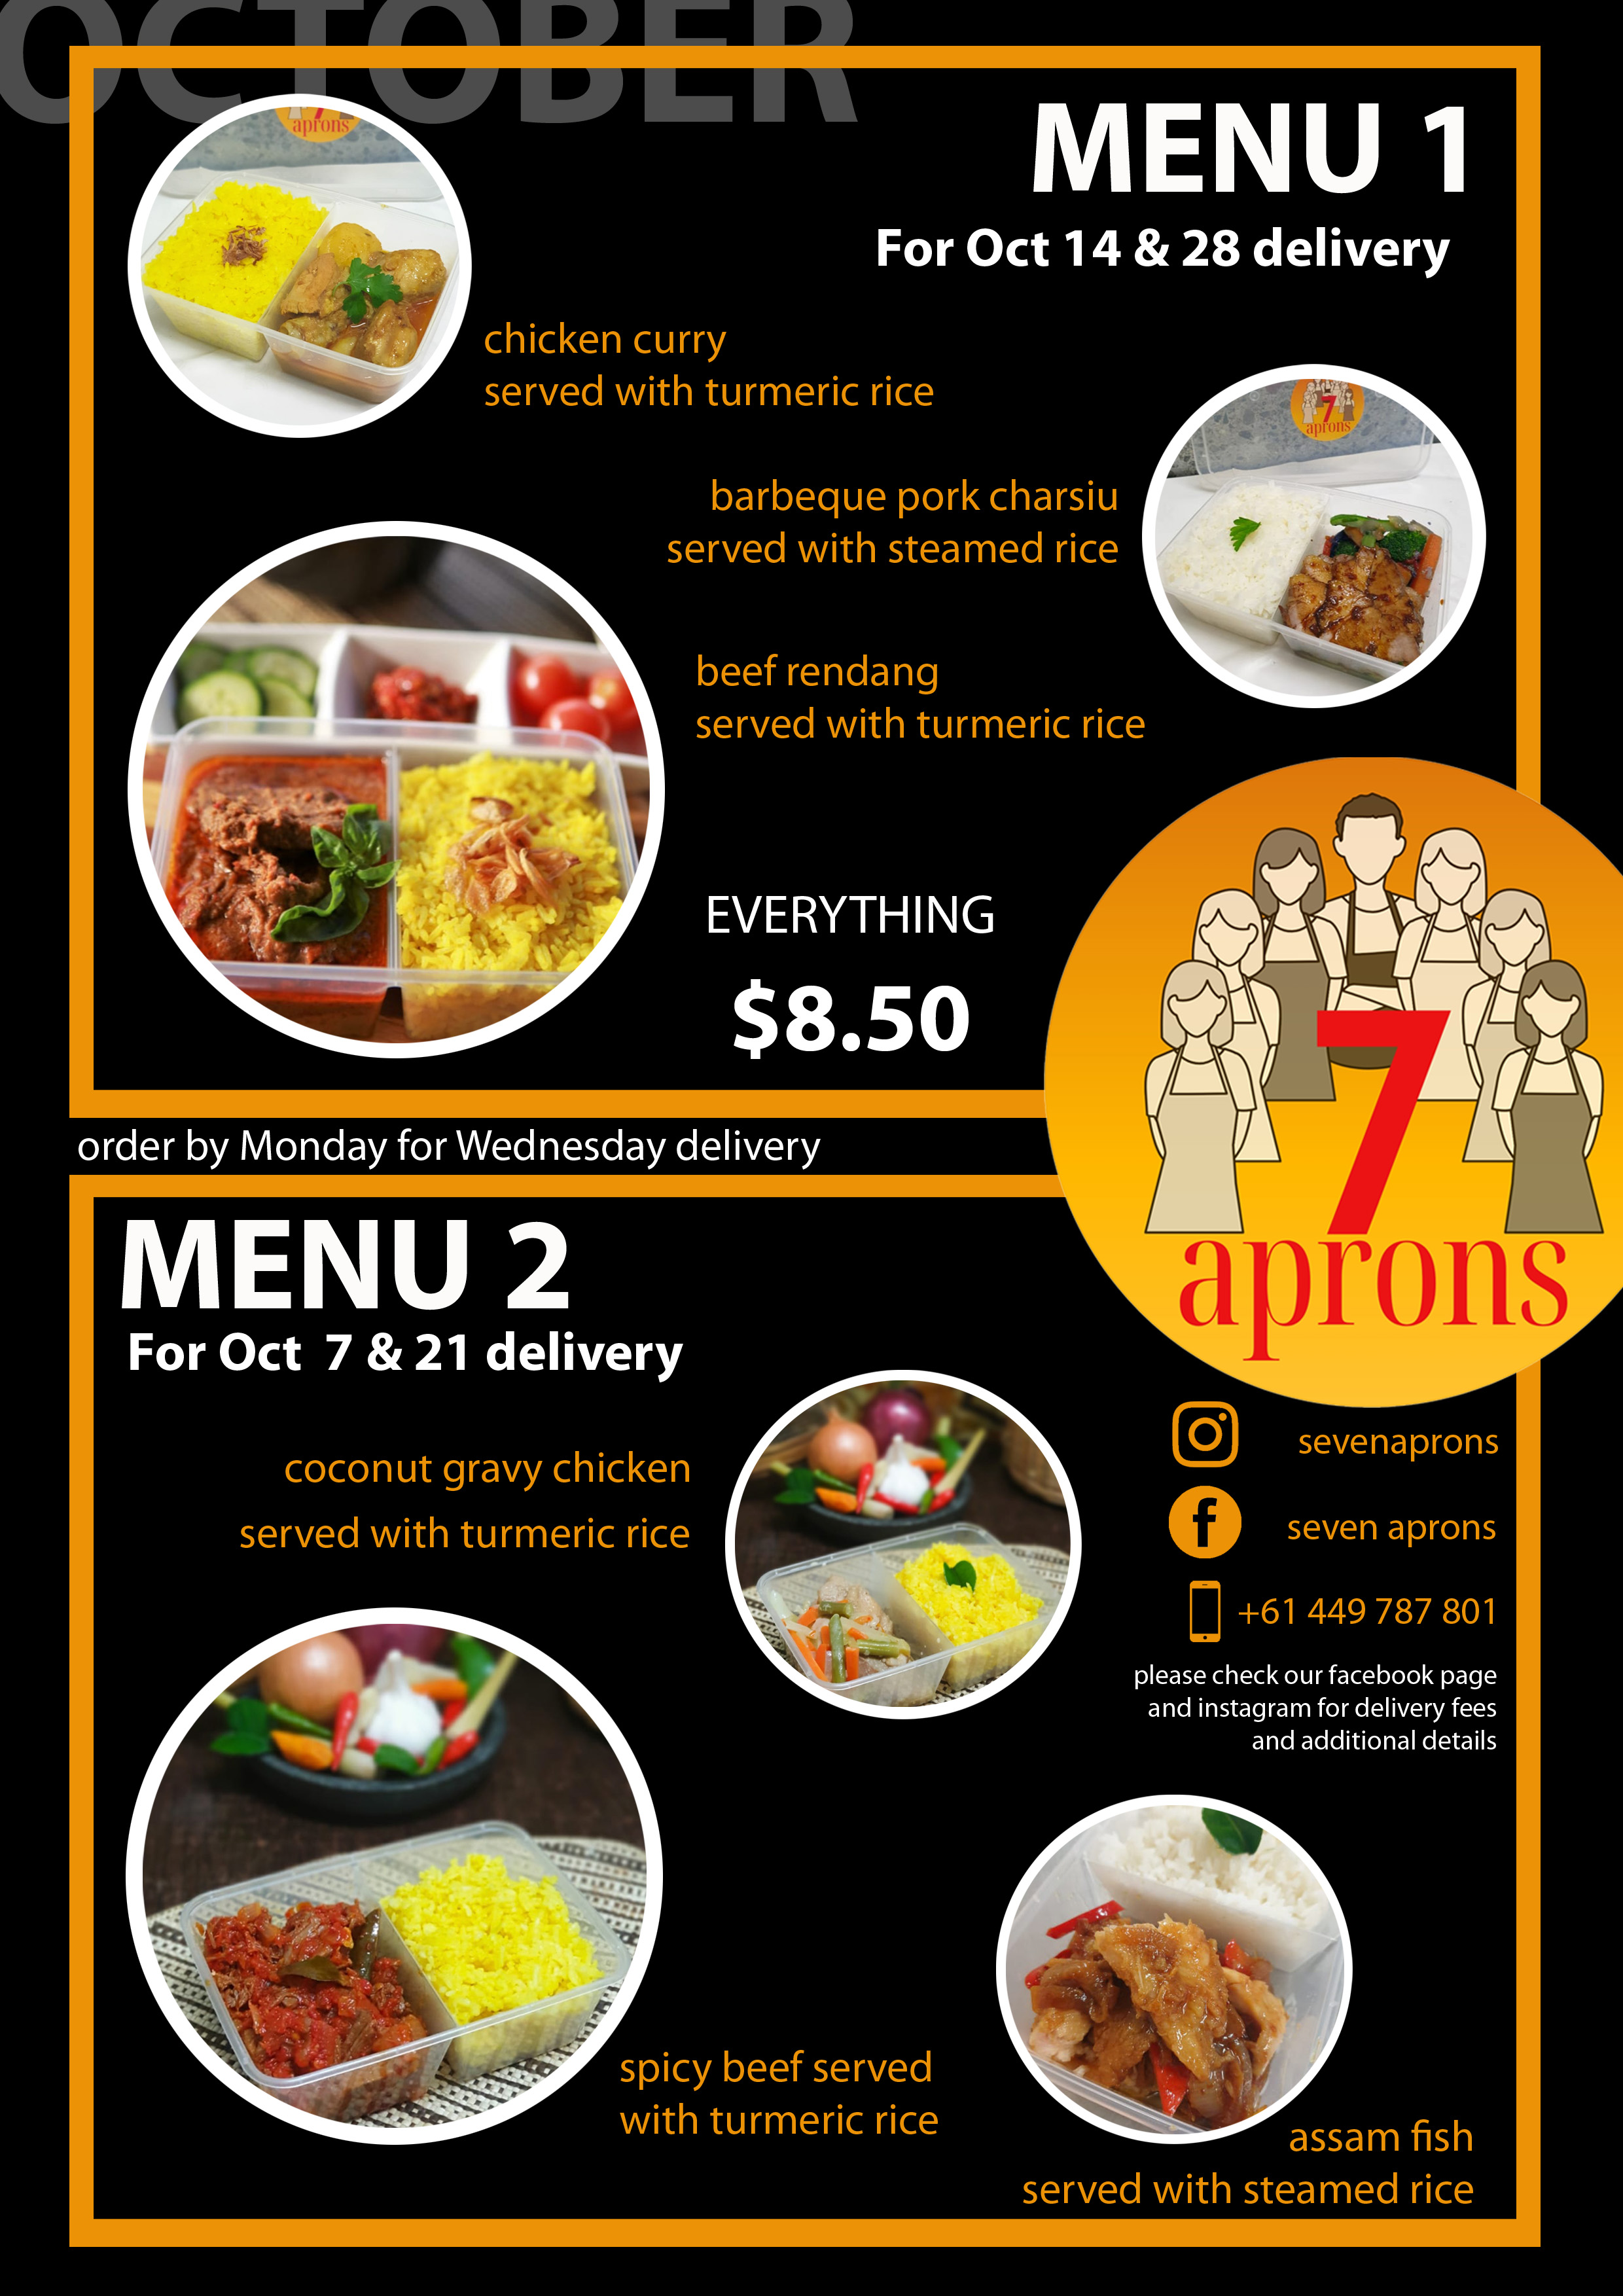 OCTOBER
MENU 1
For Oct 14 & 28 delivery
aprons
chicken curry
served with turmeric rice
7
aprons
barbeque pork charsiu
served with steamed rice
beef rendang
served with turmeric rice
EVERYTHING
$8.50
7
aprons
order by Monday for Wednesday delivery
MENU 2
For Oct 7 & 21 delivery
coconut gravy chicken
served with turmeric rice
sevenaprons
seven aprons
+61 449 787 801
please check our facebook page
and instagram for delivery fees
and additional details
spicy beef served
with turmeric rice
assam fish
served with steamed rice